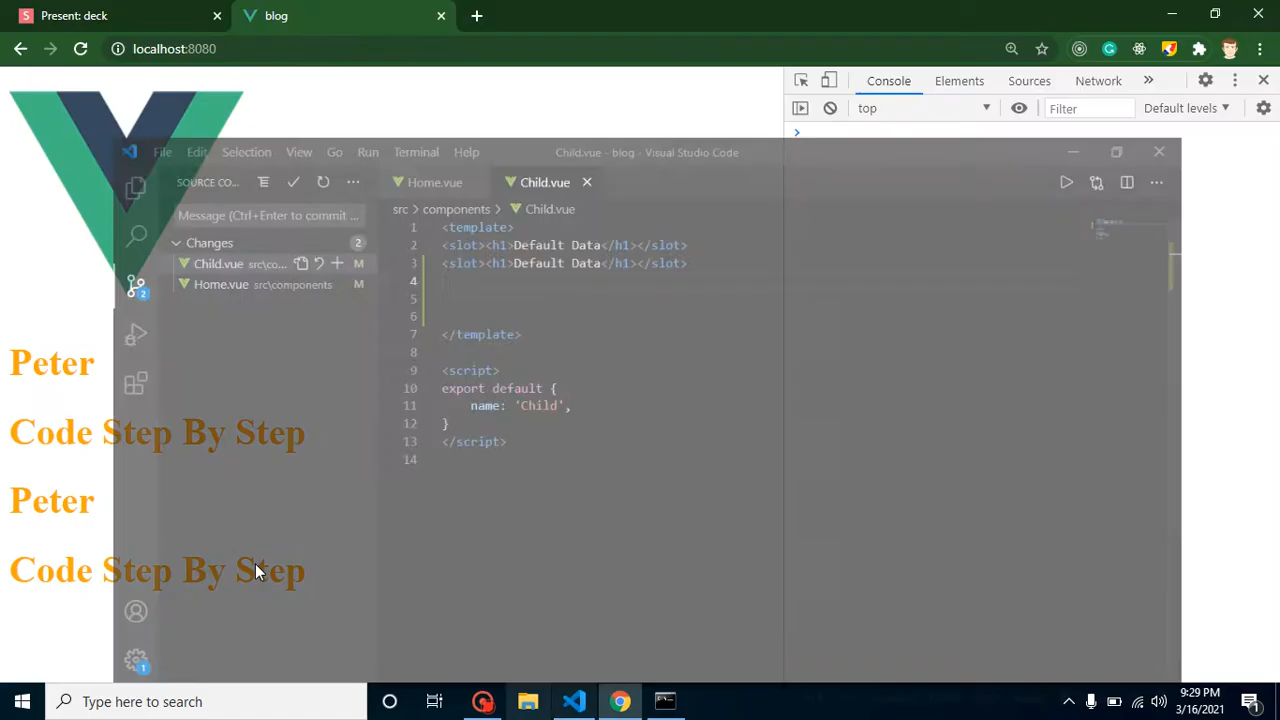 S Present: deck
blog
localhost:8080
Console Elements Sources Network
top Filter Default levels
File Edit Selection View Go Run Terminal Help Child.vue - blog - Visual Studio Code
SOURCE CO...
Home.vue Child.vue
src > components > Child.vue
Message (Ctrl+Enter to commit ...
Changes 2
Child.vue src\co... M
Home.vue src\components M
1 <template>
2 <slot><h1>Default Data</h1></slot>
3 <slot><h1>Default Data</h1></slot>
4
5
6
7 </template>
8
9 <script>
10 export default {
11 name: 'Child',
12 }
13 </script>
14
2
Peter
Code Step By Step
Peter
Code Step By Step
1
Type here to search
9:29 PM
3/16/2021
1